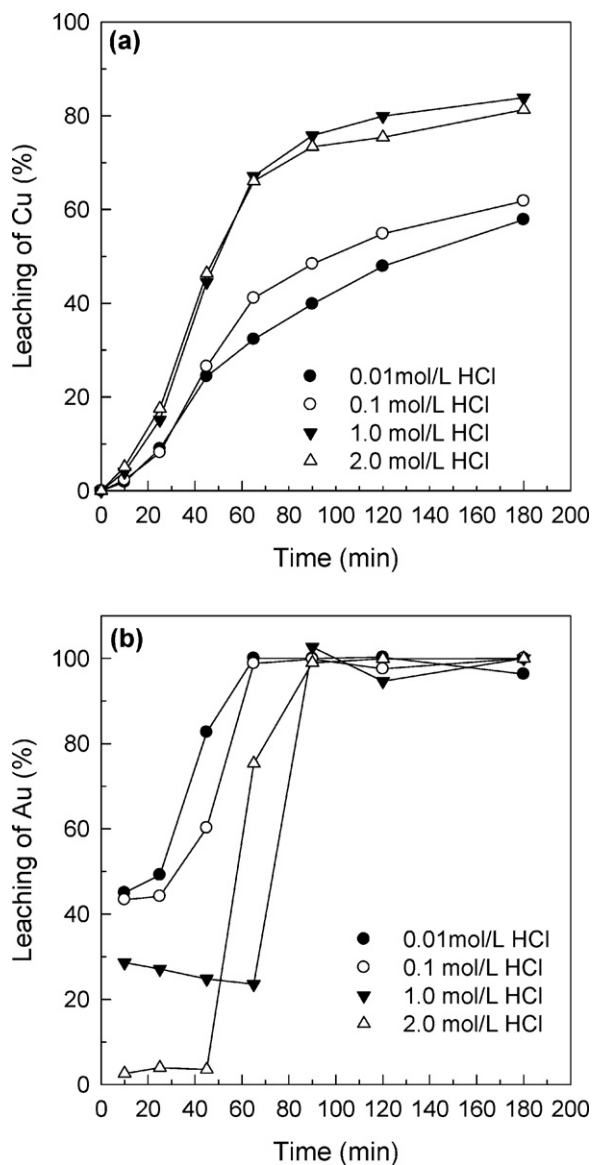 (a)
Leaching of Cu (%)
100
80
60
40
20
0
0 20 40 60 80 100 120 140 160 180 200
Time (min)
0.01mol/L HCl
0.1 mol/L HCl
1.0 mol/L HCl
2.0 mol/L HCl
(b)
Leaching of Au (%)
100
80
60
40
20
0
0 20 40 60 80 100 120 140 160 180 200
Time (min)
0.01mol/L HCl
0.1 mol/L HCl
1.0 mol/L HCl
2.0 mol/L HCl